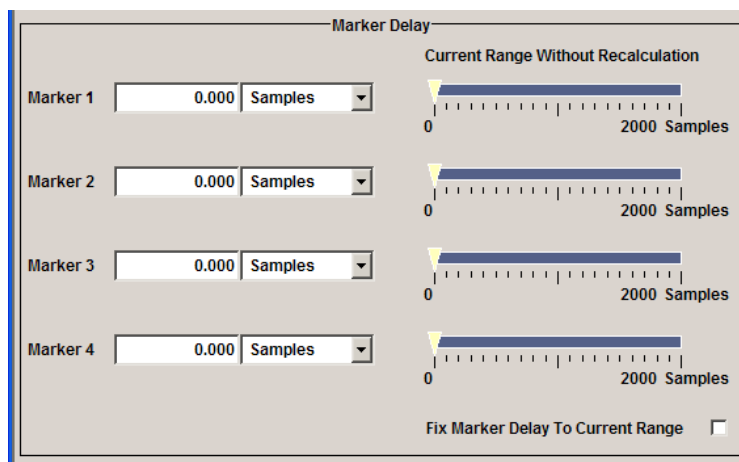 Marker Delay
Current Range Without Recalculation
Marker 1 0.000 Samples
0 2000 Samples
Marker 2 0.000 Samples
0 2000 Samples
Marker 3 0.000 Samples
0 2000 Samples
Marker 4 0.000 Samples
0 2000 Samples
Fix Marker Delay To Current Range